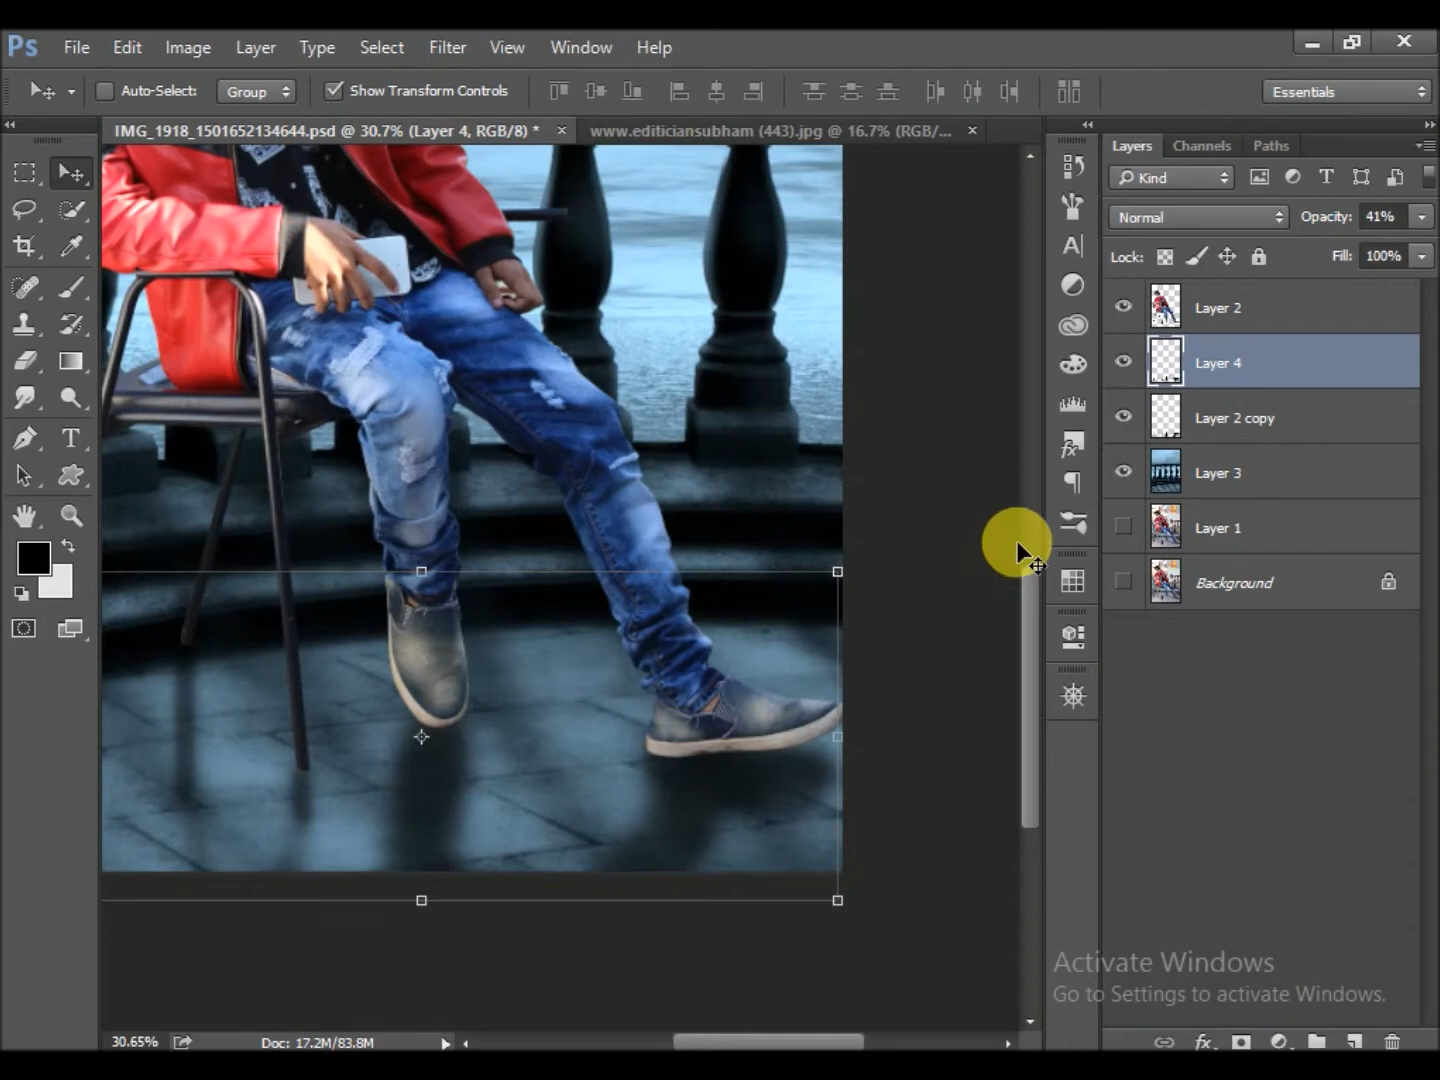 Ps File Edit Image Layer Type Select Filter View Window Help
Auto-Select: Group Show Transform Controls Essentials
IMG_1918_1501652134644.psd @ 30.7% (Layer 4, RGB/8) * www.editiciansubham (443).jpg @ 16.7% (RGB/...
Layers Channels Paths
Kind
Normal Opacity: 41%
Lock: Fill: 100%
Layer 2
Layer 4
Layer 2 copy
Layer 3
Layer 1
Background
Activate Windows
Go to Settings to activate Windows.
30.65% Doc: 17.2M/83.8M